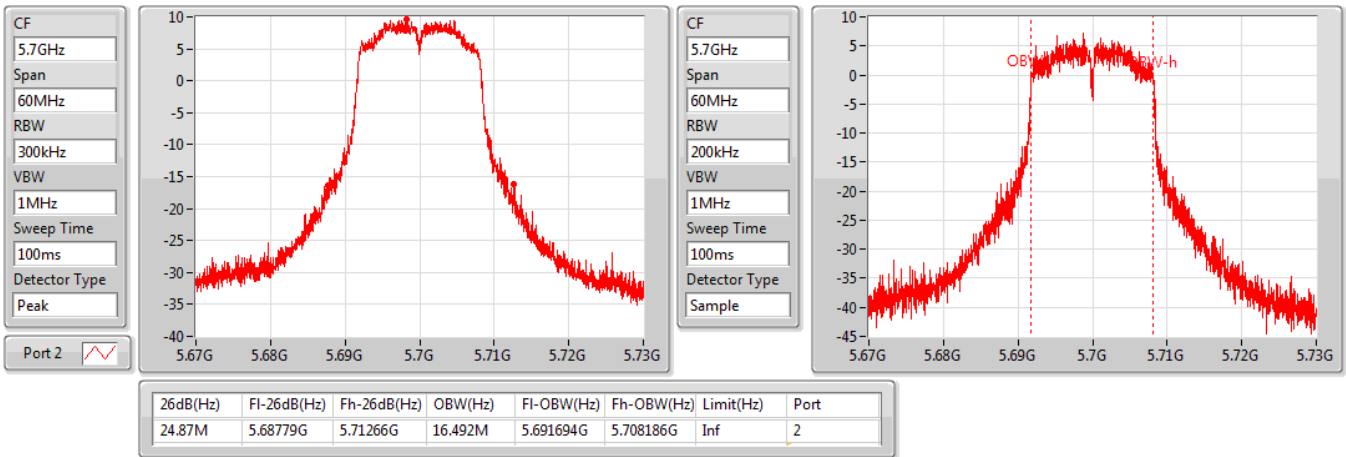 CF
5.7GHz
Span
60MHz
RBW
300kHz
VBW
1MHz
Sweep Time
100ms
Detector Type
Peak
Port 2
10
5
0
-5
-10
-15
-20
-25
-30
-35
-40
5.67G 5.68G 5.69G 5.7G 5.71G 5.72G 5.73G
CF
5.7GHz
Span
60MHz
RBW
200kHz
VBW
1MHz
Sweep Time
100ms
Detector Type
Sample
10
5
0
-5
-10
-15
-20
-25
-30
-35
-40
-45
OBW-h
5.67G 5.68G 5.69G 5.7G 5.71G 5.72G 5.73G
26dB(Hz) Fl-26dB(Hz) Fh-26dB(Hz) OBW(Hz) Fl-OBW(Hz) Fh-OBW(Hz) Limit(Hz) Port
24.87M 5.68779G 5.71266G 16.492M 5.691694G 5.708186G Inf 2